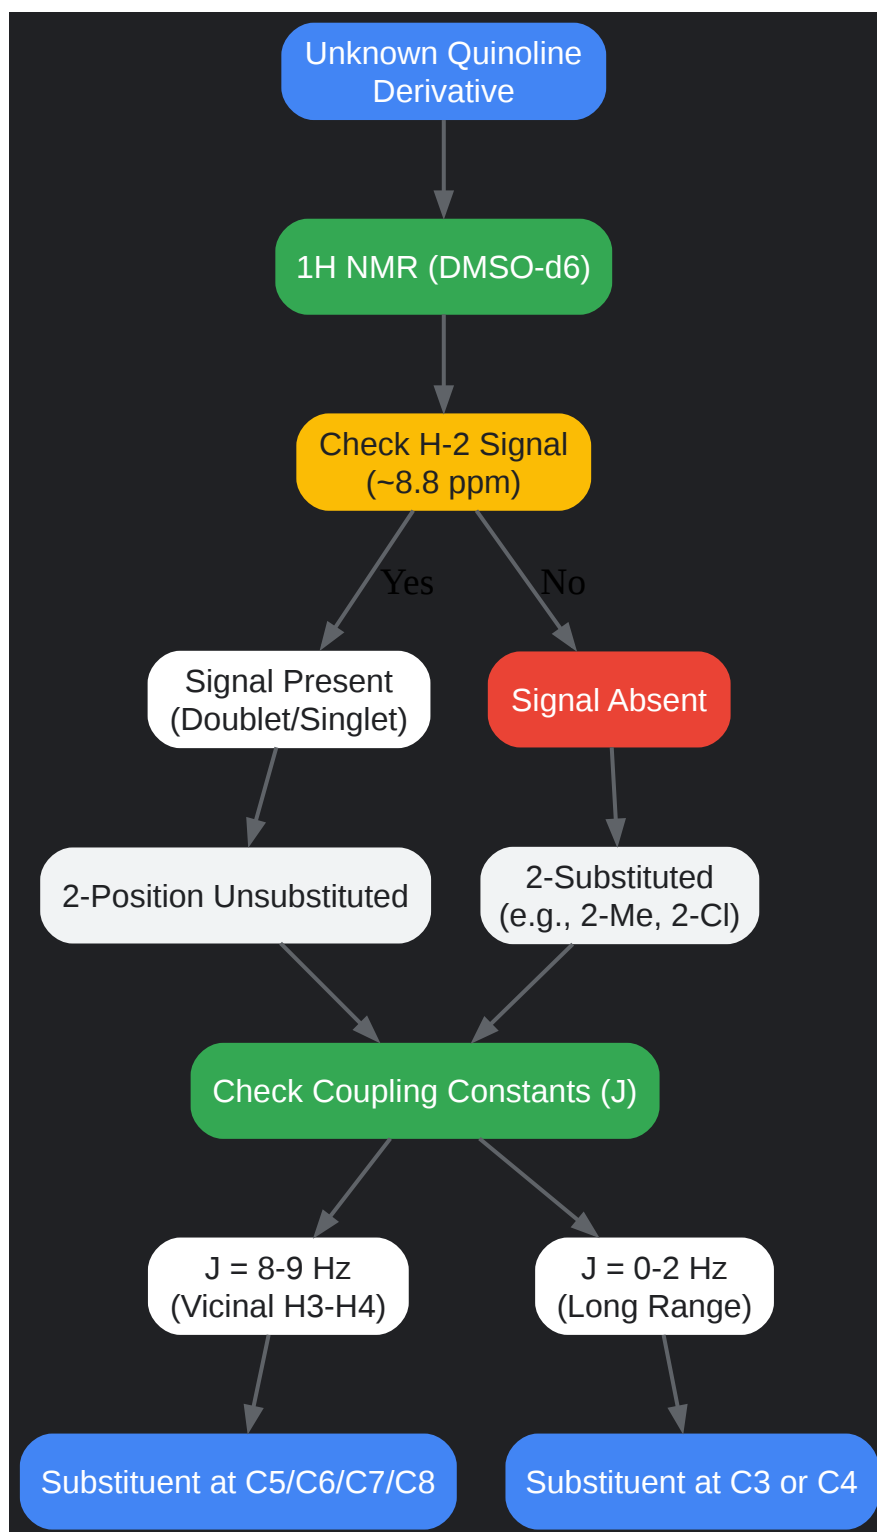 Unknown Quinoline
Derivative
1H NMR (DMSO-d6)
Check H-2 Signal
(~8.8 ppm)
Yes
No
Signal Present
(Doublet/Singlet)
Signal Absent
2-Position Unsubstituted
2-Substituted
(e.g., 2-Me, 2-Cl)
Check Coupling Constants (J)
J = 8-9 Hz
(Vicinal H3-H4)
J = 0-2 Hz
(Long Range)
Substituent at C5/C6/C7/C8
Substituent at C3 or C4